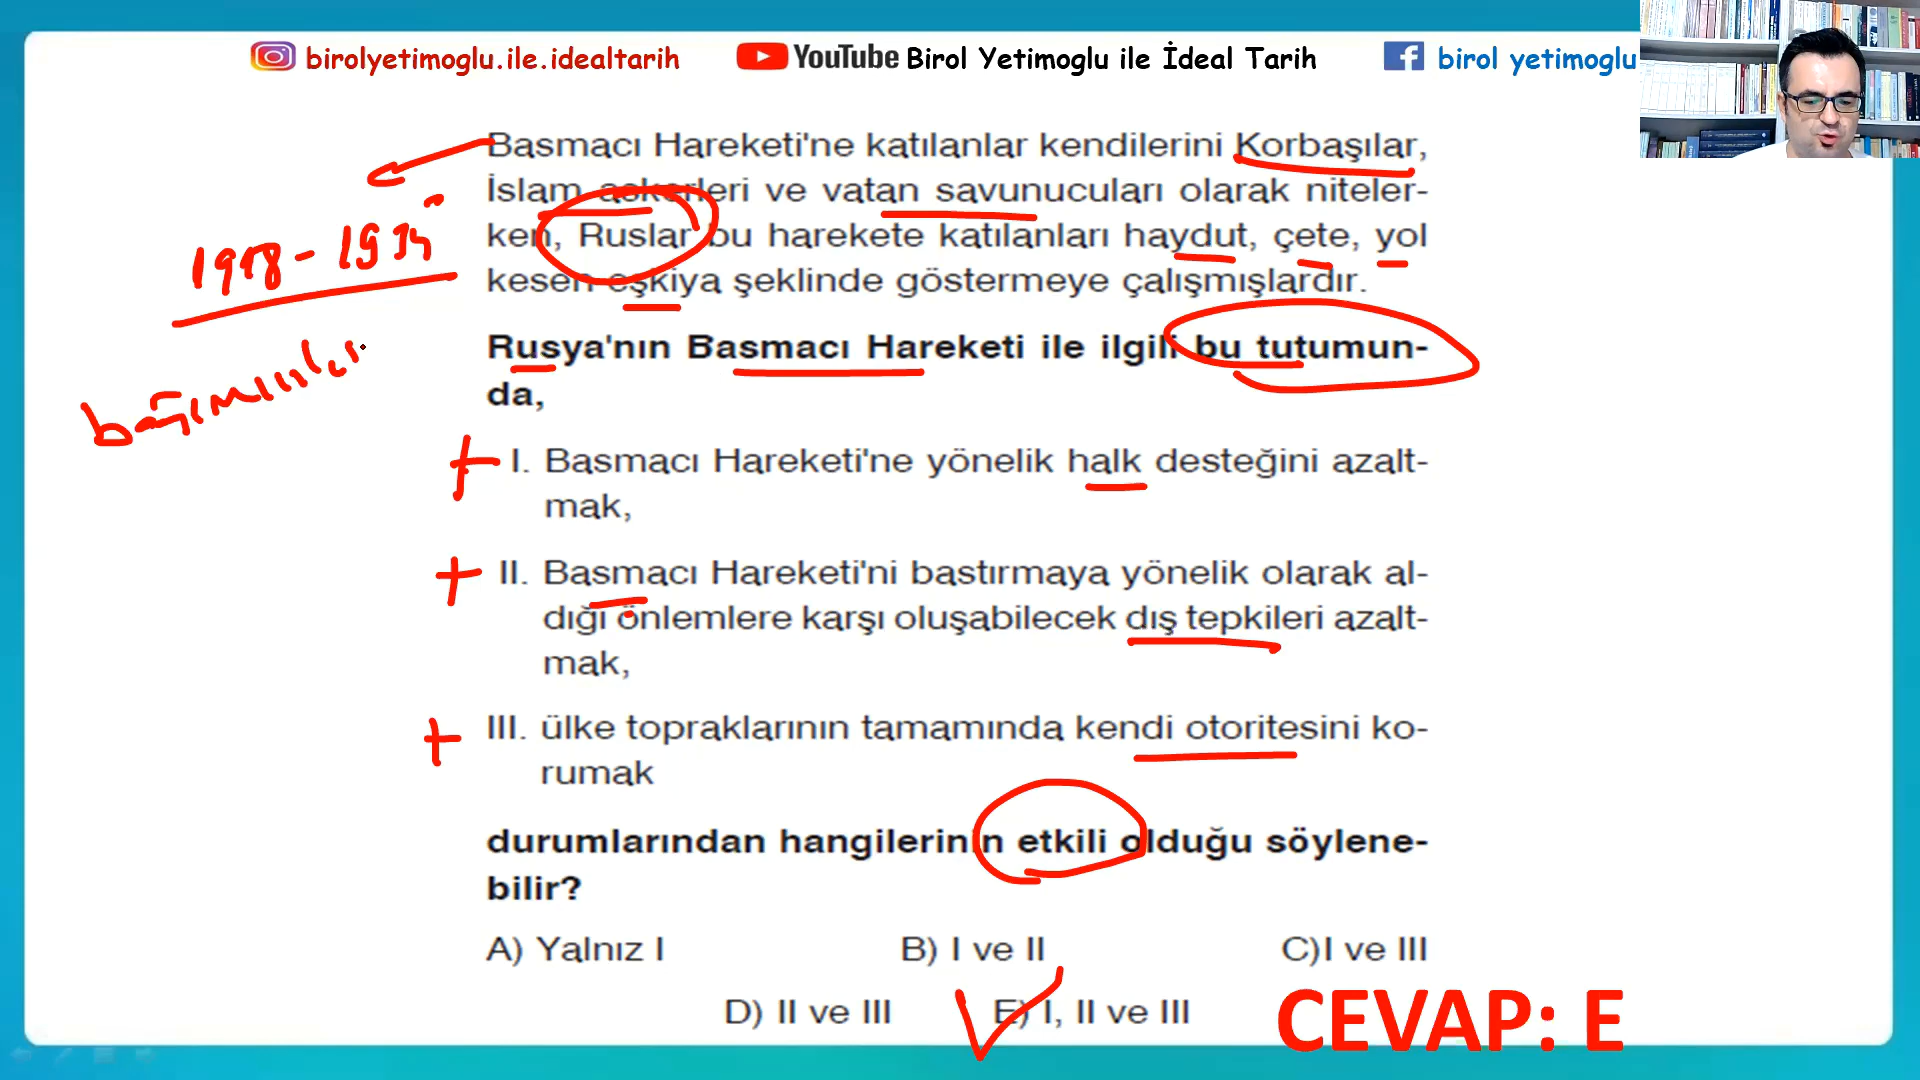 birolyetimoglu.ile.idealtarih YouTube Birol Yetimoglu ile İdeal Tarih birol yetimoglu
Basmacı Hareketi'ne katılanlar kendilerini Korbaşılar,
İslam askerleri ve vatan savunucuları olarak niteler-
ken, Ruslar bu harekete katılanları haydut, çete, yol
kesen eşkiya şeklinde göstermeye çalışmışlardır.
1918-1934
Rusya'nın Basmacı Hareketi ile ilgili bu tutumun-
da,
I. Basmacı Hareketi'ne yönelik halk desteğini azalt-
mak,
II. Basmacı Hareketi'ni bastırmaya yönelik olarak al-
dığı önlemlere karşı oluşabilecek dış tepkileri azalt-
mak,
III. ülke topraklarının tamamında kendi otoritesini ko-
rumak
durumlarından hangilerinin etkili olduğu söylene-
bilir?
A) Yalnız I B) I ve II C)I ve III
D) II ve III E) I, II ve III
CEVAP: E